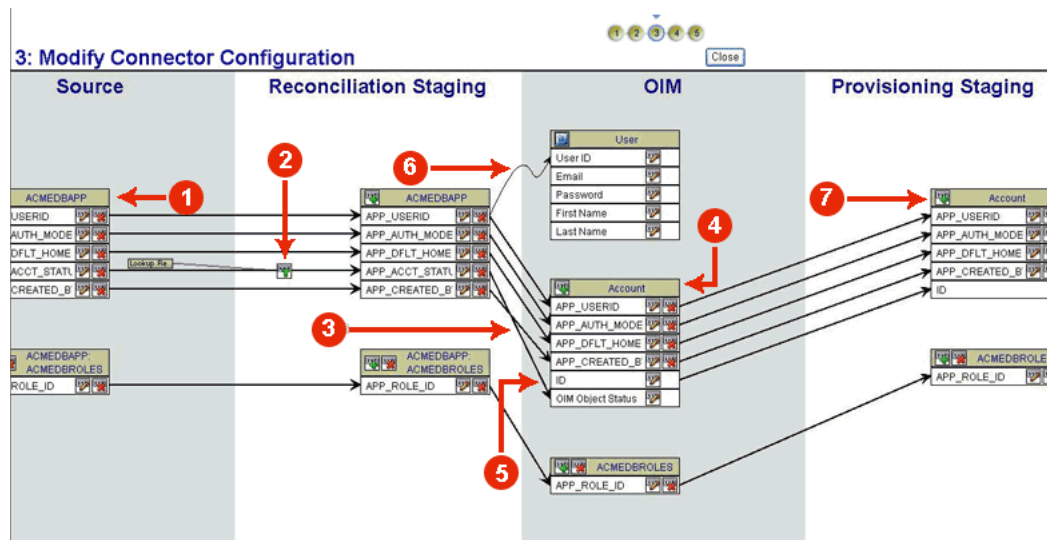 1 2 3 4 5
3: Modify Connector Configuration
Close
Source
Reconciliation Staging
OIM
Provisioning Staging
ACMEDBAPP
USERID
AUTH_MODE
DFLT_HOME
ACCT_STATU
CREATED_B
ACMEDBAPP:
ACMEDBROLES
ROLE_ID
1
2
Lookup_Re
ACMEDBAPP
APP_USERID
APP_AUTH_MODE
APP_DFLT_HOME
APP_ACCT_STATU
APP_CREATED_B
ACMEDBAPP:
ACMEDBROLES
APP_ROLE_ID
3
6
User
User ID
Email
Password
First Name
Last Name
4
Account
APP_USERID
APP_AUTH_MODE
APP_DFLT_HOME
APP_CREATED_B
ID
OIM Object Status
5
ACMEDBROLES
APP_ROLE_ID
7
Account
APP_USERID
APP_AUTH_MODE
APP_DFLT_HOME
APP_CREATED_B
ID
ACMEDBROLE
APP_ROLE_ID